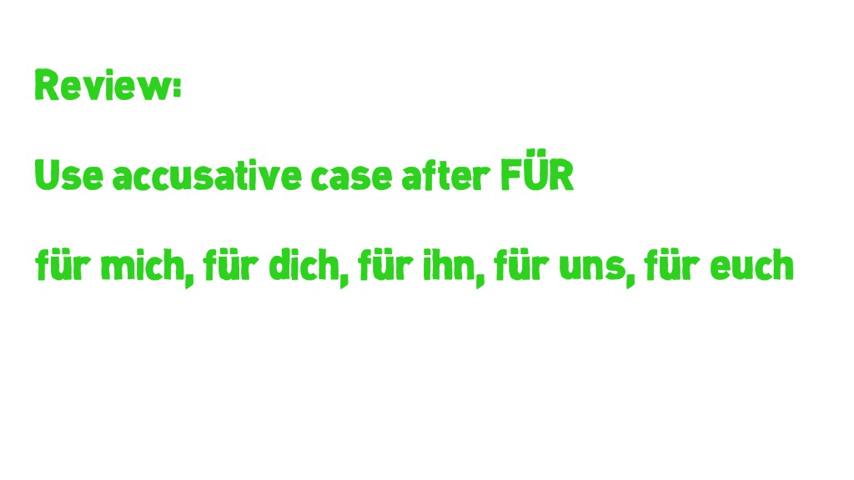 Review:
Use accusative case after FÜR
für mich, für dich, für ihn, für uns, für euch